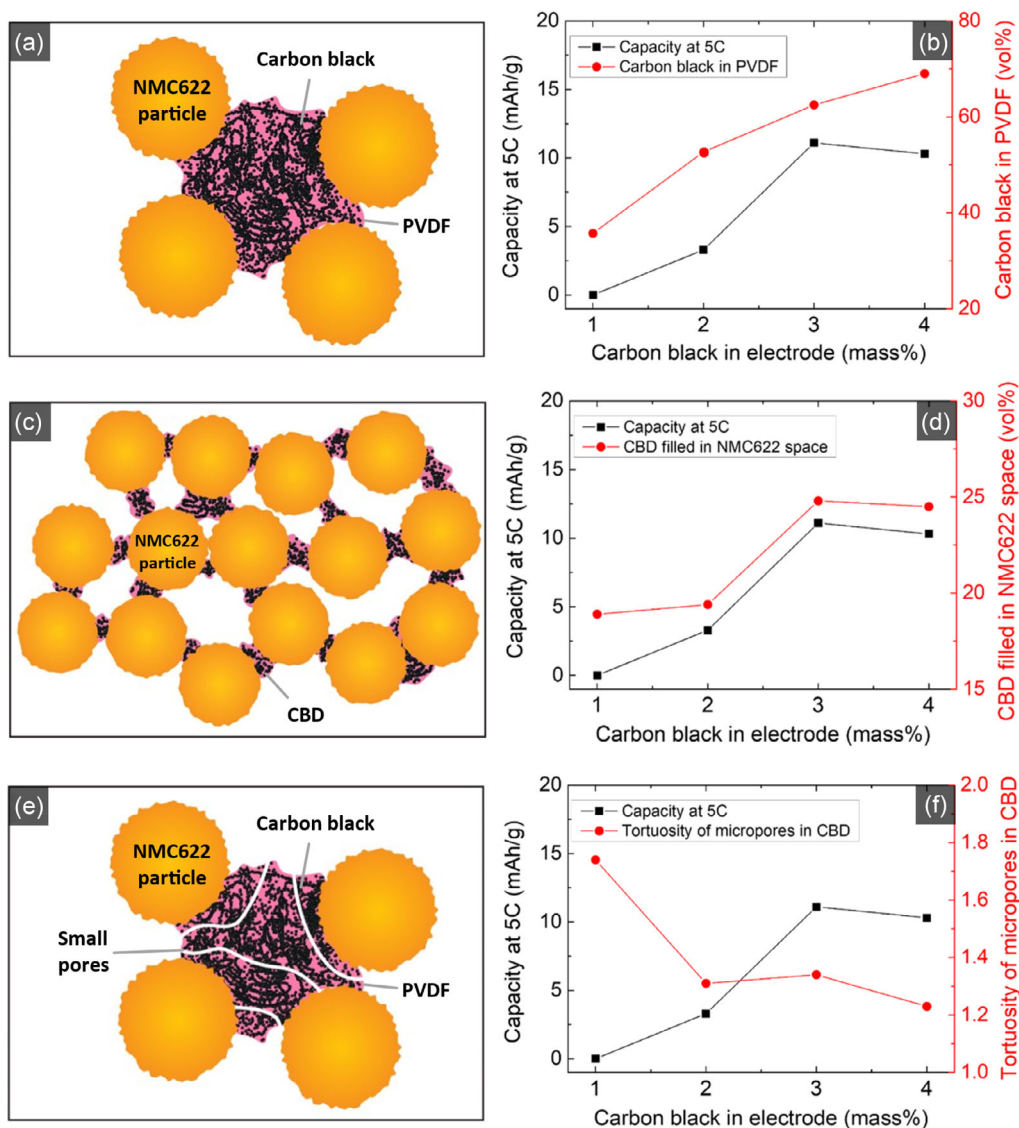 (a)
Carbon black
NMC622
particle
PVDF
(b)
Capacity at 5C
Carbon black in PVDF
Capacity at 5C (mAh/g)
20
15
10
5
0
Carbon black in PVDF (vol%)
80
60
40
20
1 2 3 4
Carbon black in electrode (mass%)
(c)
NMC622
particle
CBD
(d)
Capacity at 5C
CBD filled in NMC622 space
Capacity at 5C (mAh/g)
20
15
10
5
0
CBD filled in NMC622 space (vol%)
30
25
20
15
1 2 3 4
Carbon black in electrode (mass%)
(e)
Carbon black
NMC622
particle
Small
pores
PVDF
(f)
Capacity at 5C
Tortuosity of micropores in CBD
Capacity at 5C (mAh/g)
20
15
10
5
0
Tortuosity of micropores in CBD
2.0
1.8
1.6
1.4
1.2
1.0
1 2 3 4
Carbon black in electrode (mass%)